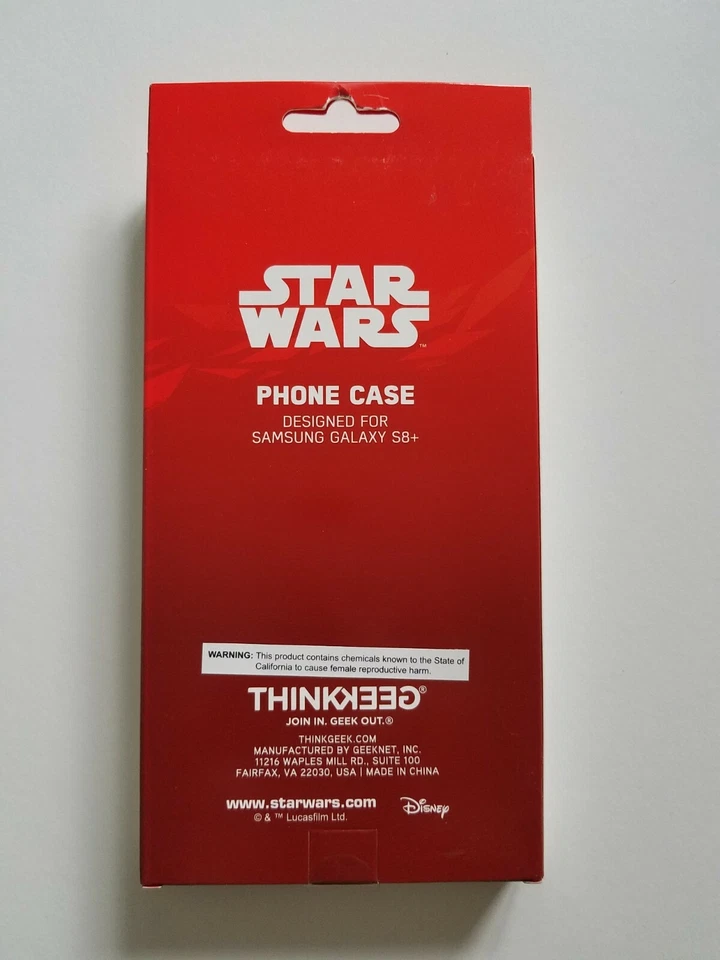 STAR
WARS™
PHONE CASE
DESIGNED FOR
SAMSUNG GALAXY S8+
WARNING: This product contains chemicals known to the State of
California to cause female reproductive harm.
THINKGEEK®
JOIN IN. GEEK OUT.®
THINKGEEK.COM
MANUFACTURED BY GEEKNET, INC.
11216 WAPLES MILL RD., SUITE 100
FAIRFAX, VA 22030, USA | MADE IN CHINA
www.starwars.com
© & ™ Lucasfilm Ltd.
Disney